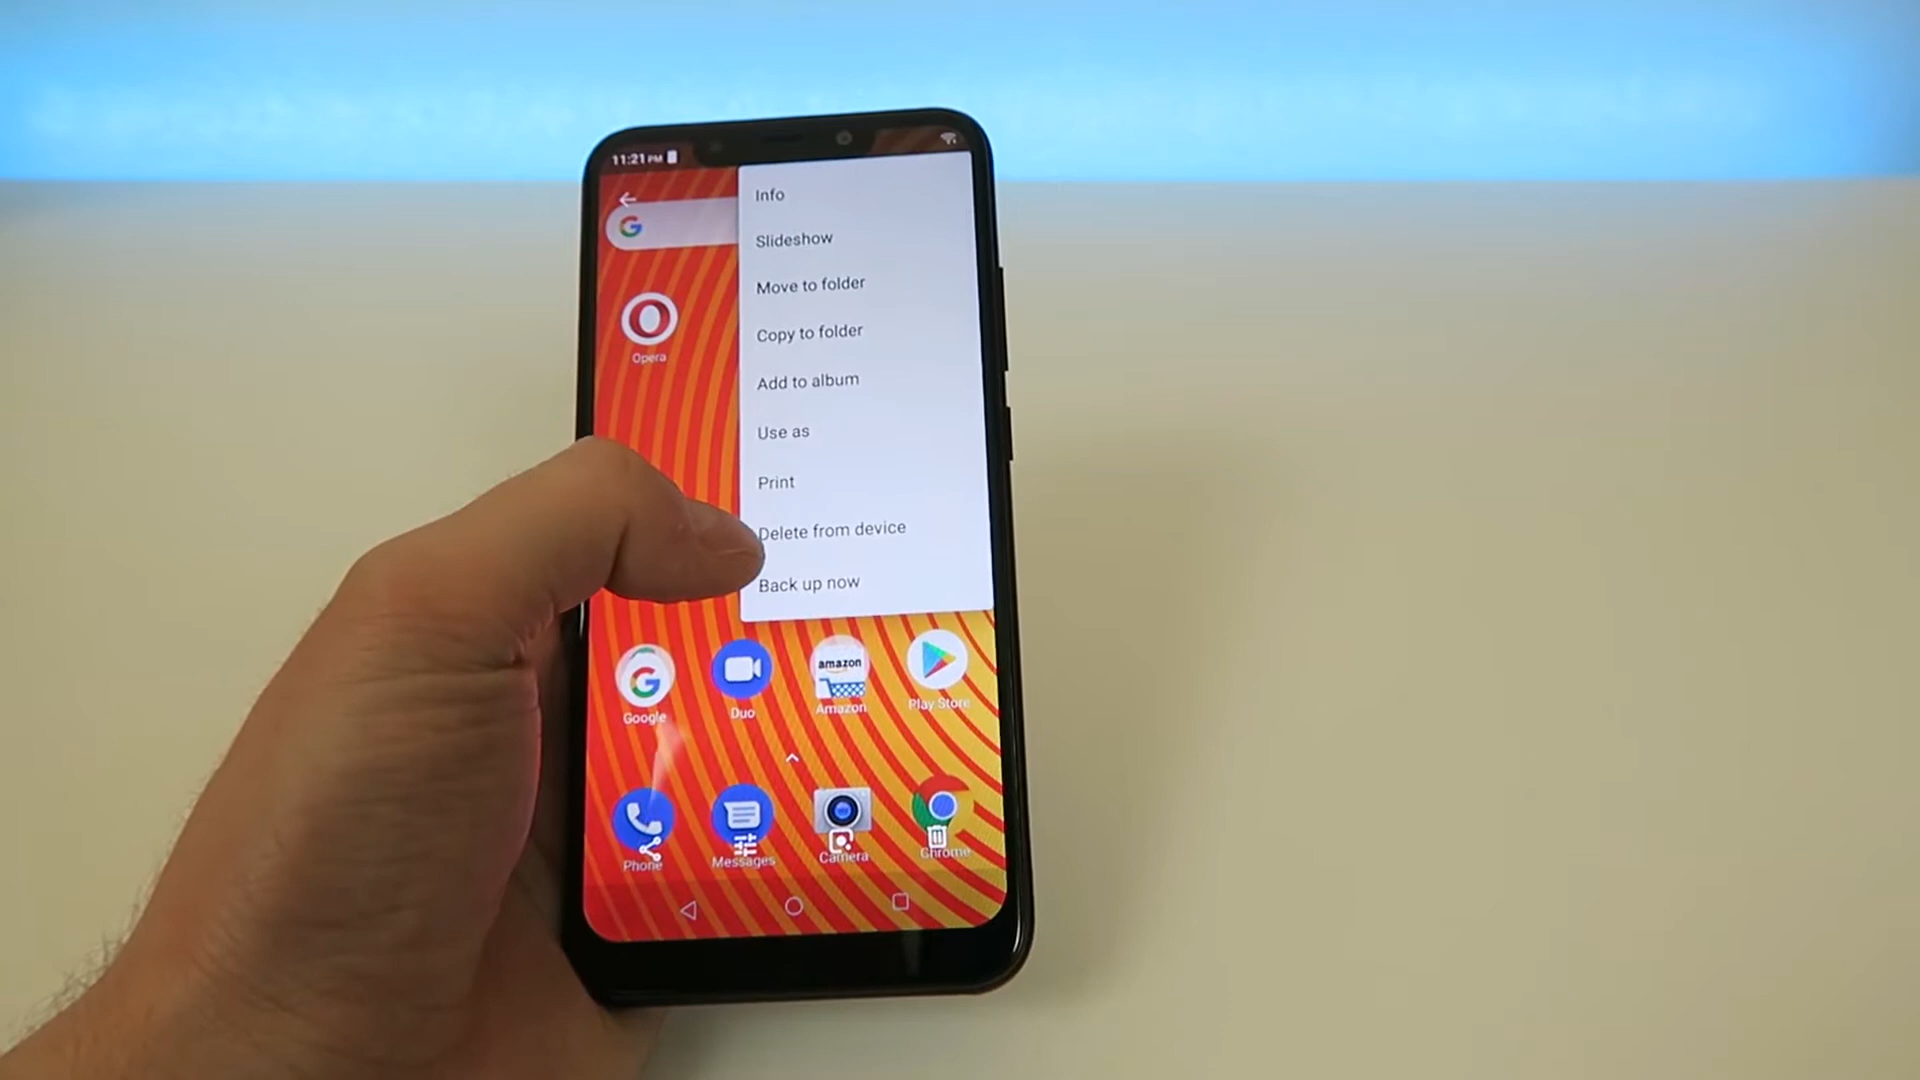 11:21 PM
Info
G
Slideshow
Move to folder
Copy to folder
Opera
Add to album
Use as
Print
Delete from device
Back up now
G
amazon
Google
Duo
Amazon
Play Store
Phone
Messages
Camera
Chrome